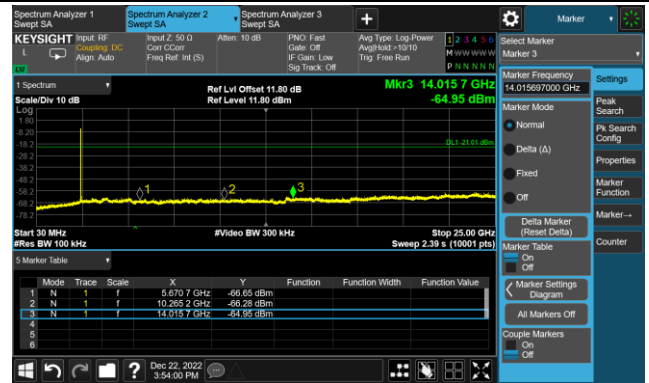 Spectrum Analyzer 1
Swept SA
Spectrum Analyzer 2
Swept SA
Spectrum Analyzer 3
Swept SA
+
Marker
KEYSIGHT
L
Input: RF
Coupling: DC
Align: Auto
Input Z: 50 Ω
Corr CCorr
Freq Ref: Int (S)
Atten: 10 dB
PNO: Fast
Gate: Off
IF Gain: Low
Sig Track: Off
Avg Type: Log-Power
Avg|Hold:>10/10
Trig: Free Run
1 2 3 4 5 6
M W W W W W
P N N N N N
Select Marker
Marker 3
1 Spectrum
Scale/Div 10 dB
Ref Lvl Offset 11.80 dB
Ref Level 11.80 dBm
Mkr3 14.015 7 GHz
-64.95 dBm
Log
1.80
-8.20
-18.2
-28.2
-38.2
-48.2
-58.2
-68.2
-78.2
DL1 -21.01 dBm
1
2
3
Start 30 MHz
#Res BW 100 kHz
#Video BW 300 kHz
Stop 25.00 GHz
Sweep 2.39 s (10001 pts)
5 Marker Table
Mode Trace Scale X Y Function Function Width Function Value
1 N 1 f 5.670 7 GHz -66.65 dBm
2 N 1 f 10.265 2 GHz -66.28 dBm
3 N 1 f 14.015 7 GHz -64.95 dBm
4
5
6
Marker Frequency
14.015697000 GHz
Marker Mode
Normal
Delta (Δ)
Fixed
Off
Delta Marker
(Reset Delta)
Marker Table
On
Off
Marker Settings
Diagram
All Markers Off
Couple Markers
On
Off
Settings
Peak
Search
Pk Search
Config
Properties
Marker
Function
Marker→
Counter
?
Dec 22, 2022
3:54:00 PM